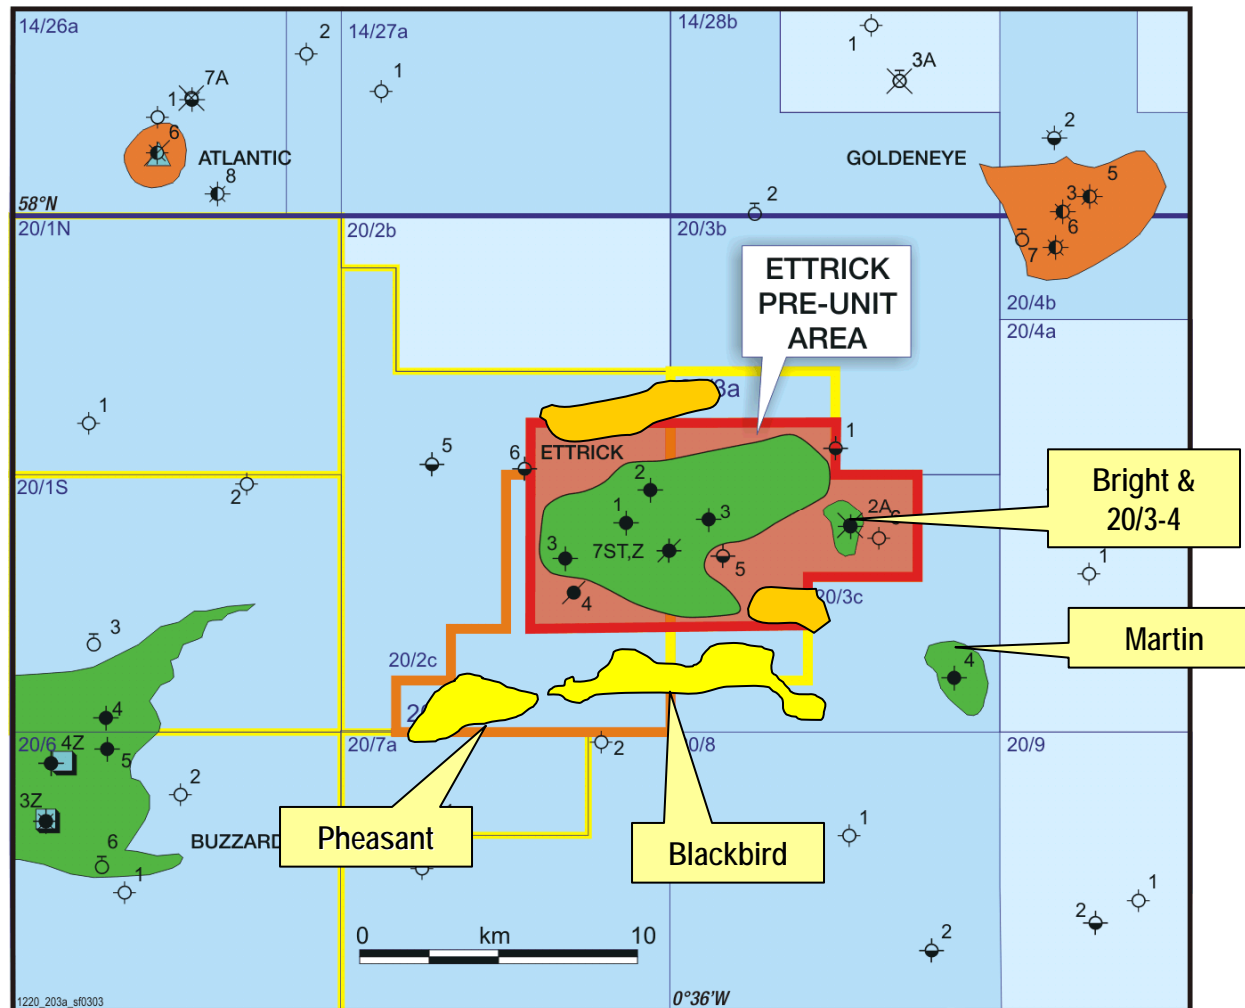 14/26a
14/27a
14/28b
2
1
1
3A
7A
1
6
ATLANTIC
8
2
GOLDENEYE
5
3
6
7
2
58°N
20/1N
20/2b
20/3b
ETTRICK
PRE-UNIT
AREA
20/4b
20/4a
3a
1
5
6
ETTRICK
1
2
1
3
2A
Bright &
20/3-4
20/1S
2
3
7ST,Z
5
4
1
20/3c
3
20/2c
Martin
4
4
20/6
4Z
5
20/7a
2
0/8
20/9
2
3Z
BUZZARD
6
1
Pheasant
Blackbird
1
1
2
2
0
km
10
1220_203a_sf0303
0°36'W